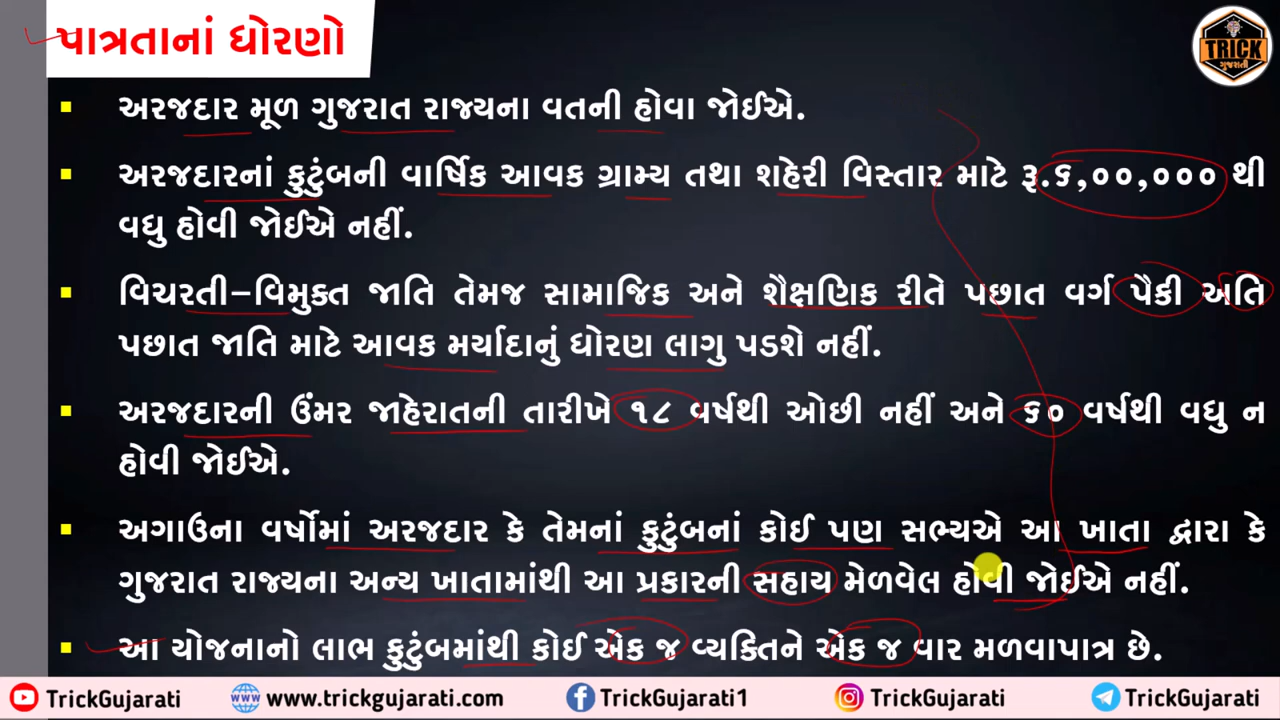 પાત્રતાનાં ધોરણો
TRICK
ગુજરાતી
અરજદાર મૂળ ગુજરાત રાજ્યના વતની હોવા જોઈએ.
અરજદારનાં કુટુંબની વાર્ષિક આવક ગ્રામ્ય તથા શહેરી વિસ્તાર માટે રૂ.૬,૦૦,૦૦૦ થી
વધુ હોવી જોઈએ નહીં.
વિચરતી–વિમુક્ત જાતિ તેમજ સામાજિક અને શૈક્ષણિક રીતે પછાત વર્ગ પૈકી અતિ
પછાત જાતિ માટે આવક મર્યાદાનું ધોરણ લાગુ પડશે નહીં.
અરજદારની ઉંમર જાહેરાતની તારીખે ૧૮ વર્ષથી ઓછી નહીં અને ૬૦ વર્ષથી વધુ ન
હોવી જોઈએ.
અગાઉના વર્ષોમાં અરજદાર કે તેમનાં કુટુંબનાં કોઈ પણ સભ્યએ આ ખાતા દ્વારા કે
ગુજરાત રાજ્યના અન્ય ખાતામાંથી આ પ્રકારની સહાય મેળવેલ હોવી જોઈએ નહીં.
આ યોજનાનો લાભ કુટુંબમાંથી કોઈ એક જ વ્યક્તિને એક જ વાર મળવાપાત્ર છે.
TrickGujarati www.trickgujarati.com TrickGujarati1 TrickGujarati TrickGujarati